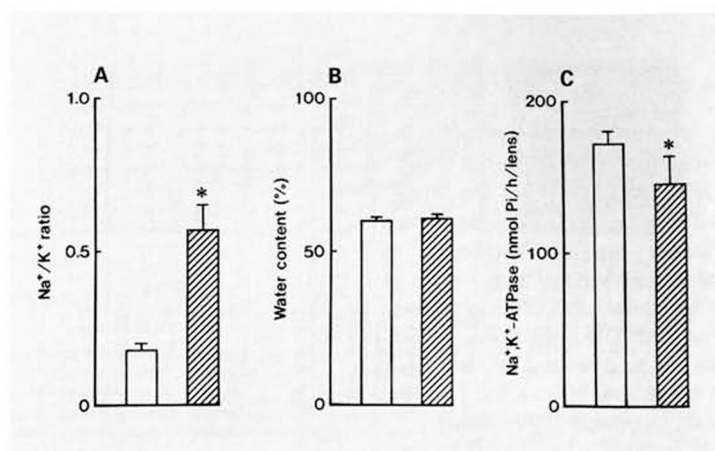 A
B
C
1.0
0.5
0
Na⁺/K⁺ ratio
*
100
50
0
Water content (%)
200
100
0
Na⁺,K⁺-ATPase (nmol Pi/h/lens)
*